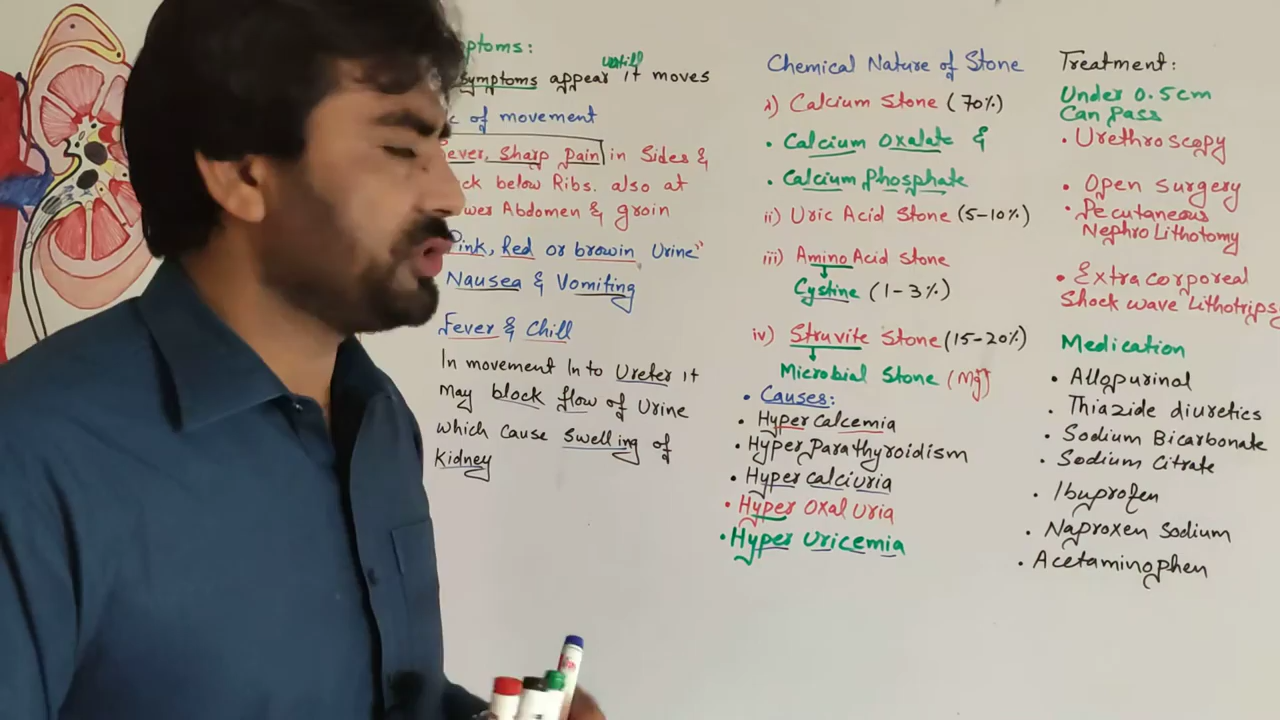 ptoms:
symptoms appear until it moves
c of movement
ever, Sharp Pain in Sides &
ck below Ribs. also at
wer Abdomen & groin
Pink, Red or browin Urine"
Nausea & Vomiting
Fever & Chill
In movement In to Ureter it
May block flow of Urine
which cause swelling of
Kidney
Chemical Nature of Stone
i) Calcium Stone (70%)
• Calcium Oxalate &
• Calcium Phosphate
ii) Uric Acid Stone (5-10%)
iii) Amino Acid stone
Cystine (1-3%)
iv) Struvite Stone (15-20%)
Microbial Stone (Mg)
• Causes:
• Hyper calcemia
• Hyper Parathyroidism
• Hyper calciuria
• Hyper Oxal uria
• Hyper Uricemia
Treatment:
Under 0.5cm
Can Pass
• Urethroscopy
• Open Surgery
• Pecutaneous
Nephro Lithotomy
• Extra corporeal
Shock wave Lithotrips
Medication
• Allopurinal
• Thiazide diuretics
• Sodium Bicarbonate
• Sodium Citrate
• Ibuprofen
• Naproxen Sodium
• Acetaminophen